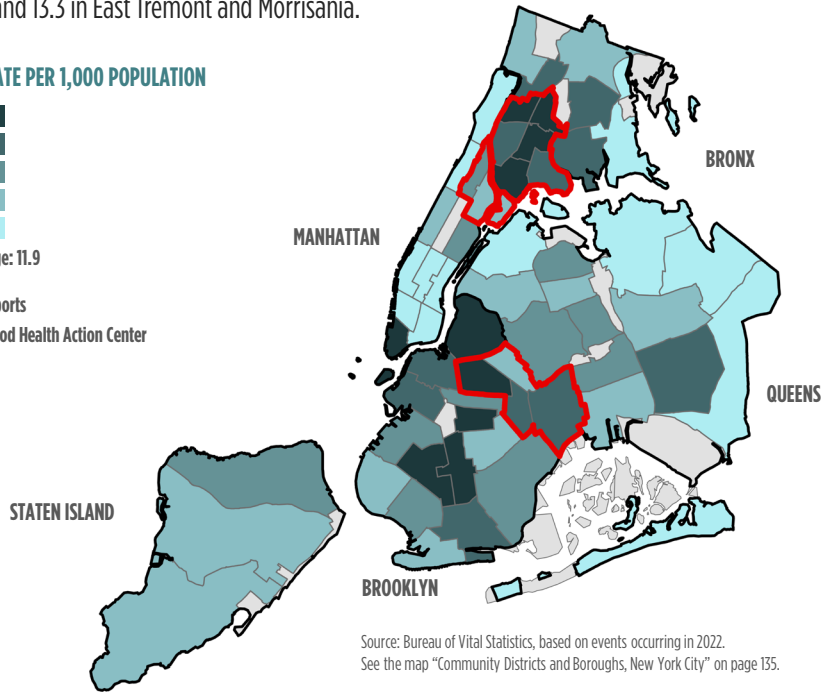 and 13.3 in East Tremont and Morrisania.
ATE PER 1,000 POPULATION
BRONX
MANHATTAN
e: 11.9
orts
od Health Action Center
QUEENS
STATEN ISLAND
BROOKLYN
Source: Bureau of Vital Statistics, based on events occurring in 2022.
See the map “Community Districts and Boroughs, New York City” on page 135.